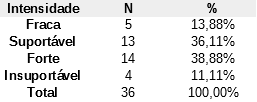 Intensidade N %
Fraca 5 13,88%
Suportável 13 36,11%
Forte 14 38,88%
Insuportável 4 11,11%
Total 36 100,00%